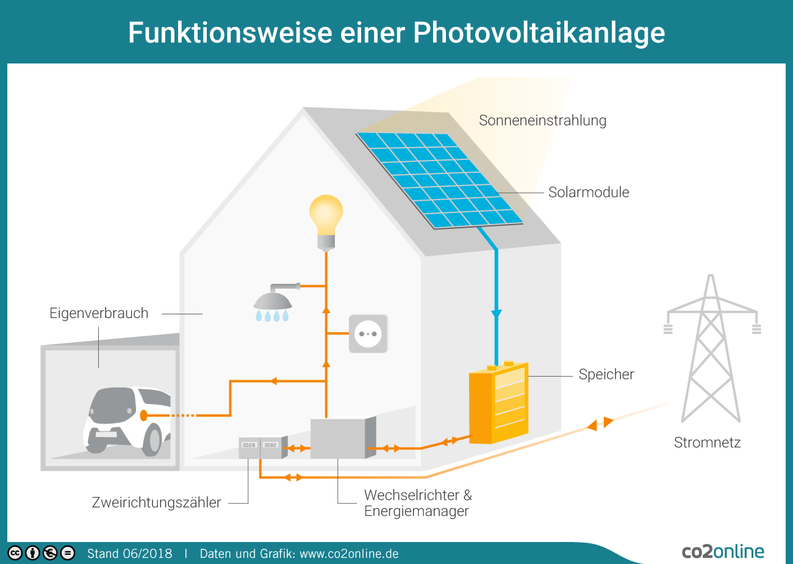 Funktionsweise einer Photovoltaikanlage
Sonneneinstrahlung
Solarmodule
Eigenverbrauch
Speicher
Stromnetz
Zweirichtungszähler
Wechselrichter &
Energiemanager
Stand 06/2018 | Daten und Grafik: www.co2online.de
co2online